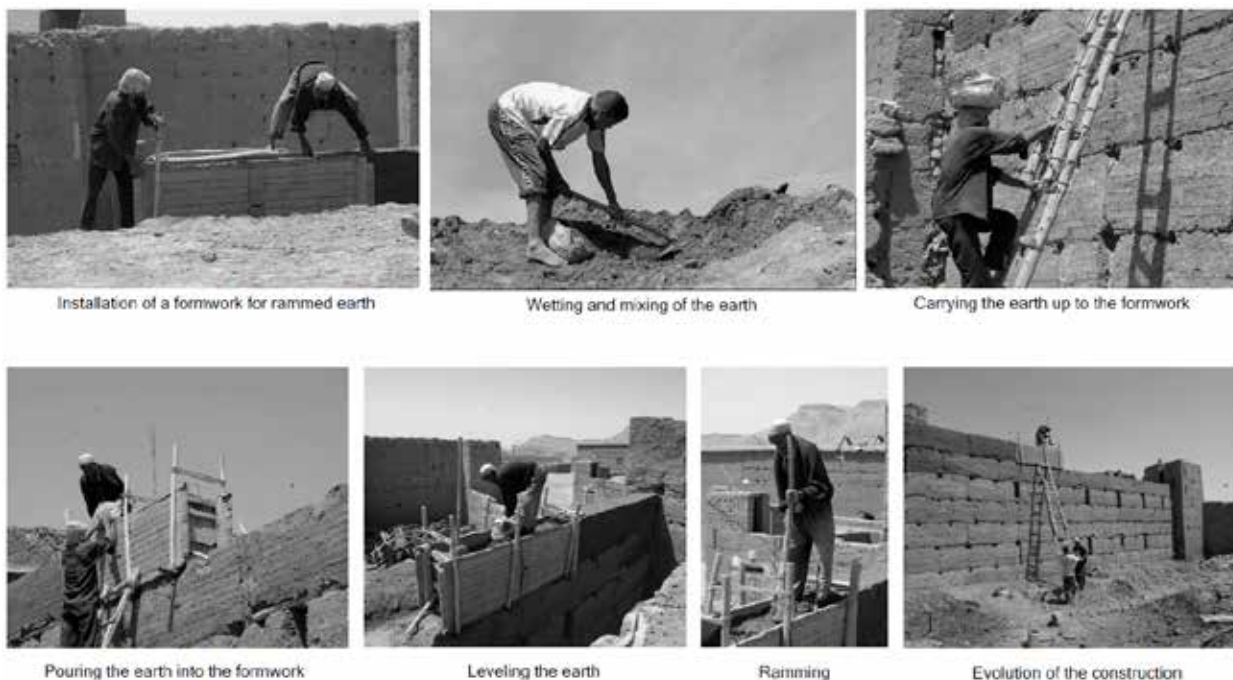 Installation of a formwork for rammed earth
Wetting and mixing of the earth
Carrying the earth up to the formwork
Pouring the earth into the formwork
Leveling the earth
Ramming
Evolution of the construction